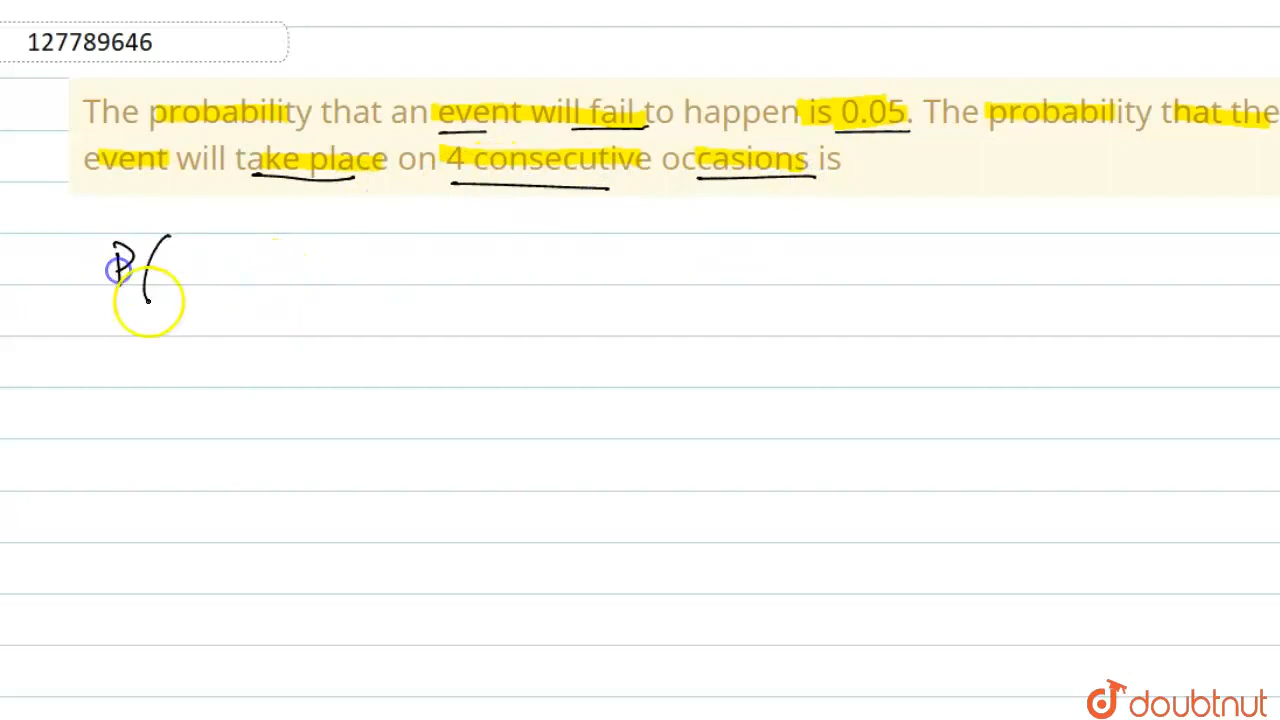 127789646
The probability that an event will fail to happen is 0.05. The probability that the
event will take place on 4 consecutive occasions is
P(
doubtnut